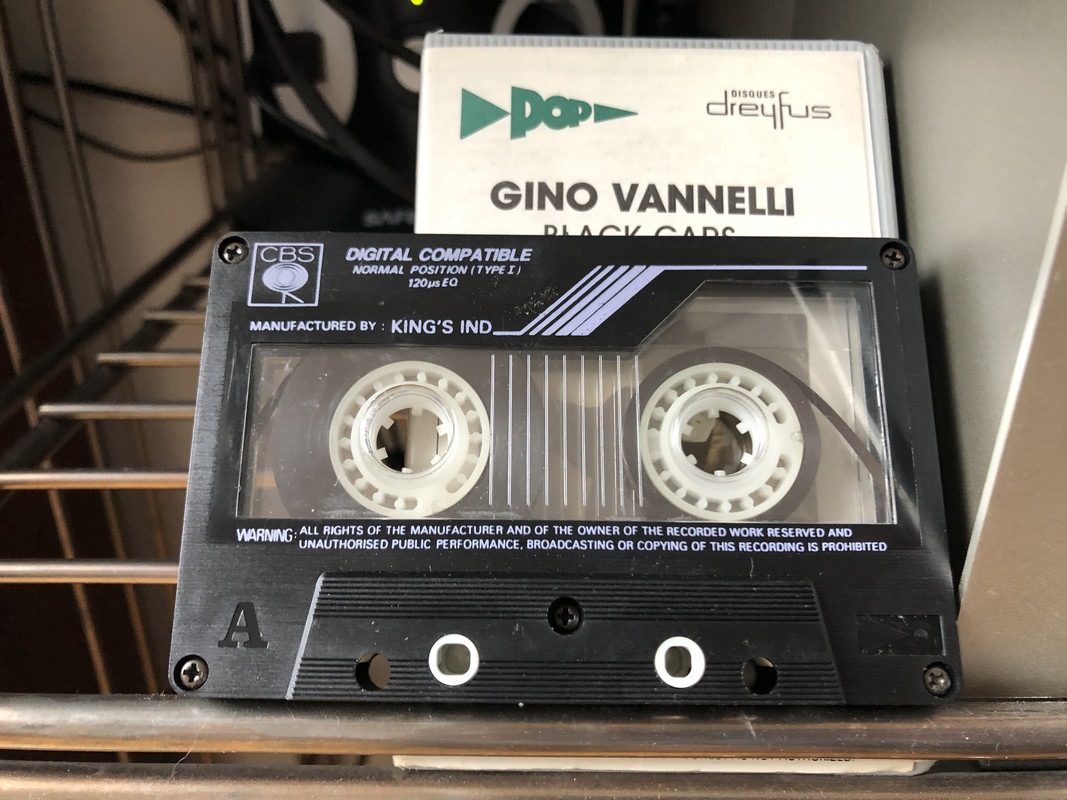 POP
DISQUES
dreyfus
GINO VANNELLI
BLACK CARS
CBS
DIGITAL COMPATIBLE
NORMAL POSITION (TYPE I)
120µs EQ
MANUFACTURED BY : KING'S IND
WARNING: ALL RIGHTS OF THE MANUFACTURER AND OF THE OWNER OF THE RECORDED WORK RESERVED AND
UNAUTHORISED PUBLIC PERFORMANCE, BROADCASTING OR COPYING OF THIS RECORDING IS PROHIBITED
A